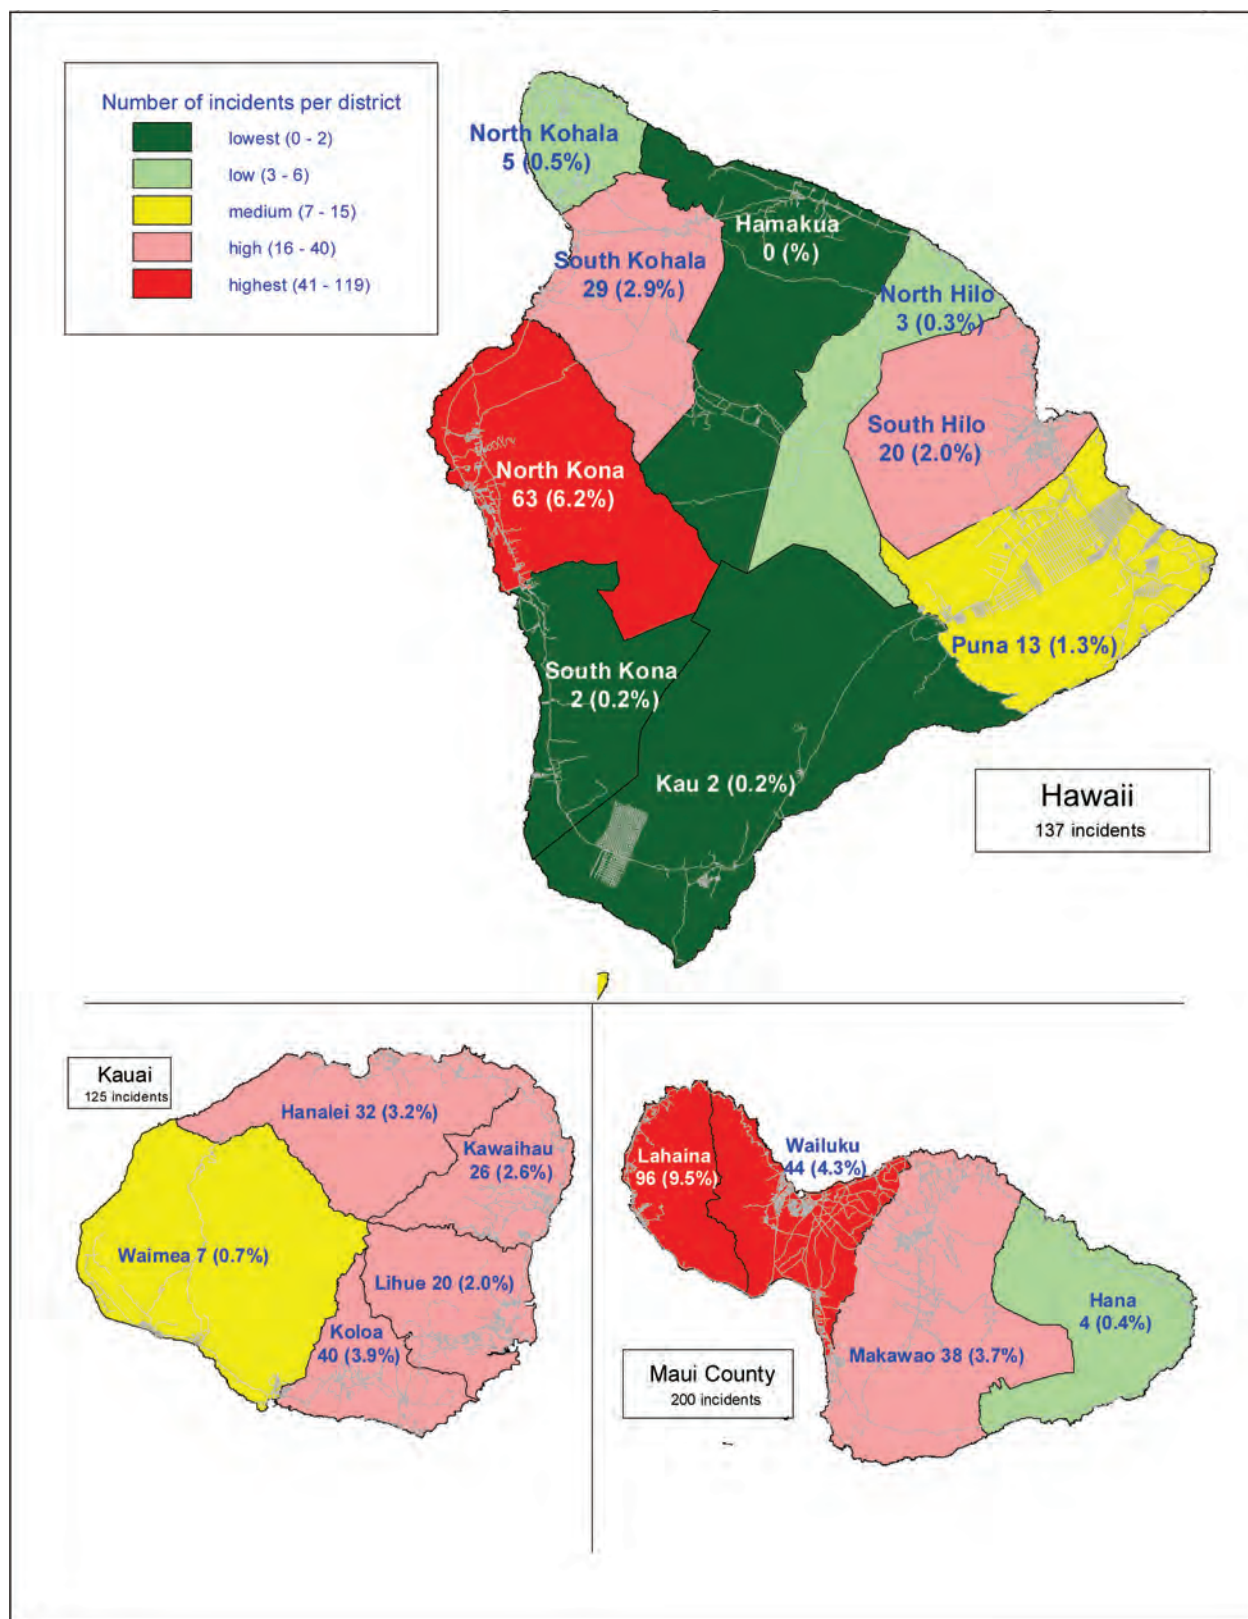 Number of incidents per district
lowest (0 - 2)
low (3 - 6)
medium (7 - 15)
high (16 - 40)
highest (41 - 119)
North Kohala
5 (0.5%)
Hamakua
0 (%)
South Kohala
29 (2.9%)
North Hilo
3 (0.3%)
South Hilo
20 (2.0%)
North Kona
63 (6.2%)
Puna 13 (1.3%)
South Kona
2 (0.2%)
Kau 2 (0.2%)
Hawaii
137 incidents
Kauai
125 incidents
Hanalei 32 (3.2%)
Kawaihau
26 (2.6%)
Waimea 7 (0.7%)
Lihue 20 (2.0%)
Koloa
40 (3.9%)
Lahaina
96 (9.5%)
Wailuku
44 (4.3%)
Hana
4 (0.4%)
Makawao 38 (3.7%)
Maui County
200 incidents